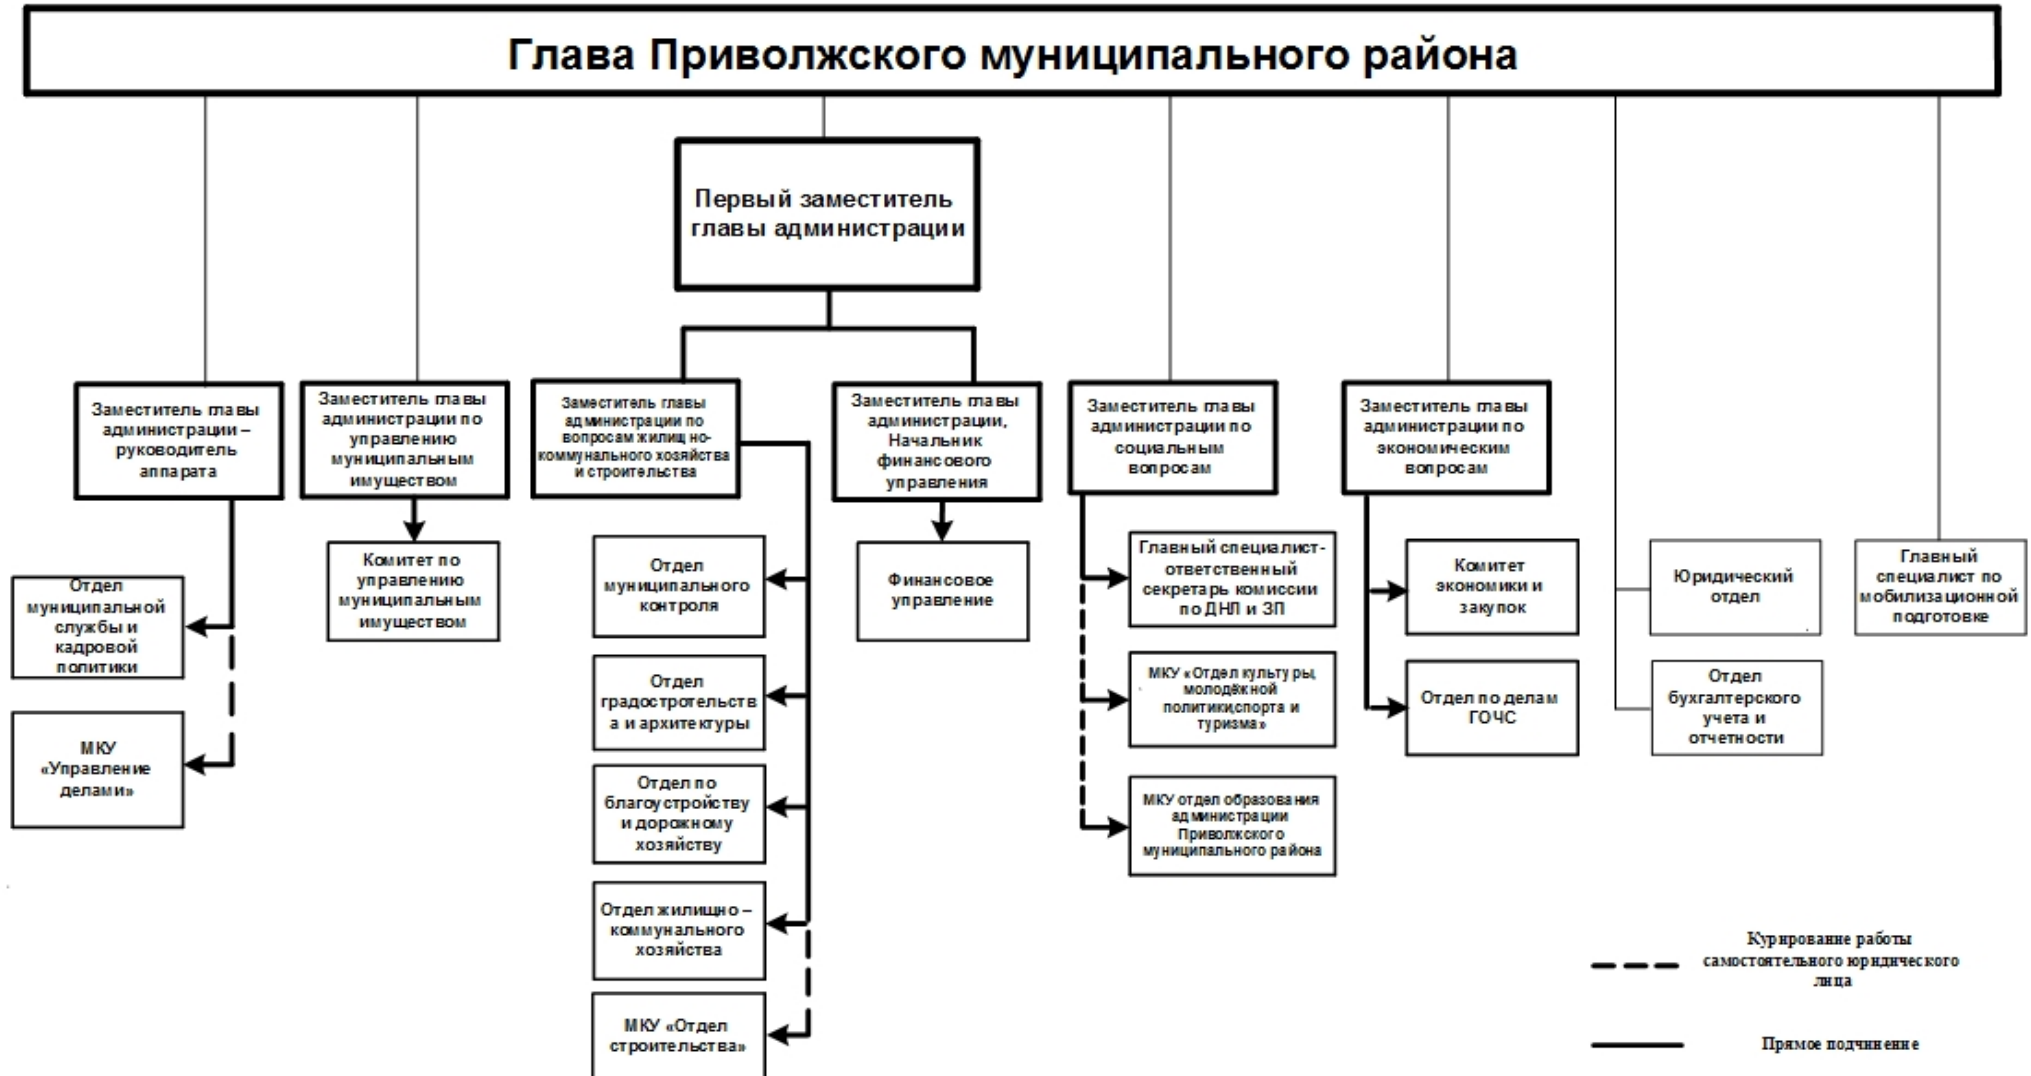 Глава Приволжского муниципального района
Первый заместитель
главы администрации
Заместитель главы
администрации –
руководитель
аппарата
Заместитель главы
администрации по
управлению
муниципальным
имуществом
Заместитель главы
администрации по
вопросам жилищно-
коммунального хозяйства
и строительства
Заместитель главы
администрации,
Начальник
финансового
управления
Заместитель главы
администрации по
социальным
вопросам
Заместитель главы
администрации по
экономическим
вопросам
Отдел
муниципальной
службы и
кадровой
политики
МКУ
«Управление
делами»
Комитет по
управлению
муниципальным
имуществом
Отдел
муниципального
контроля
Отдел
градостротельств
а и архитектуры
Отдел по
благоустройству
и дорожному
хозяйству
Отдел жилищно –
коммунального
хозяйства
МКУ «Отдел
строительства»
Финансовое
управление
Главный специалист-
ответственный
секретарь комиссии
по ДНЛ и ЗП
МКУ «Отдел культуры,
молодёжной
политики,спорта и
туризма»
МКУ отдел образования
администрации
Приволжского
муниципального района
Комитет
экономики и
закупок
Отдел по делам
ГОЧС
Юридический
отдел
Отдел
бухгалтерского
учета и
отчетности
Главный
специалист по
мобилизационной
подготовке
Курирование работы
самостоятельного юридического
лица
Прямое подчинение